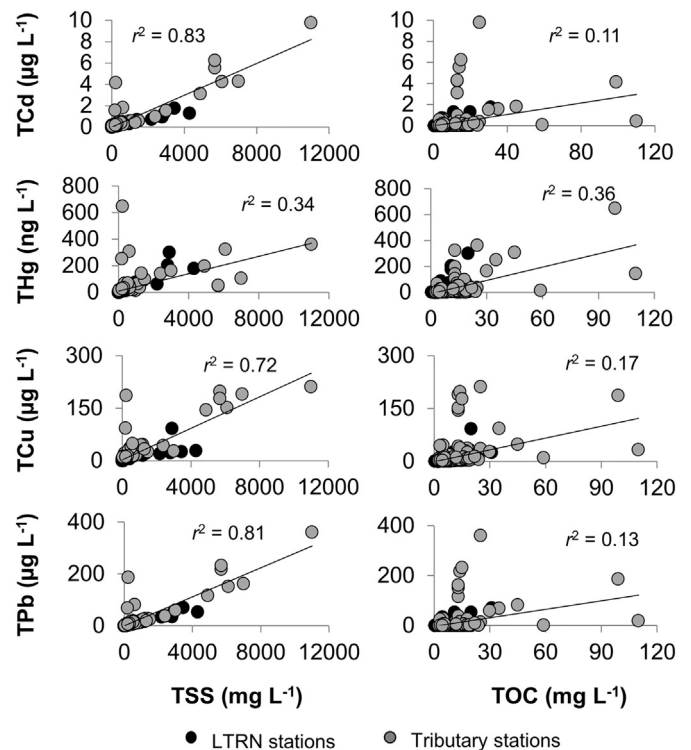 TCd (µg L-1)
10
8
6
4
2
0
r2 = 0.83
0 4000 8000 12000
10
8
6
4
2
0
r2 = 0.11
0 40 80 120
THg (ng L-1)
800
600
400
200
0
r2 = 0.34
0 4000 8000 12000
800
600
400
200
0
r2 = 0.36
0 30 60 90 120
TCu (µg L-1)
300
150
0
r2 = 0.72
0 4000 8000 12000
300
150
0
r2 = 0.17
0 30 60 90 120
TPb (µg L-1)
400
200
0
r2 = 0.81
0 4000 8000 12000
400
200
0
r2 = 0.13
0 30 60 90 120
TSS (mg L-1)
TOC (mg L-1)
LTRN stations
Tributary stations